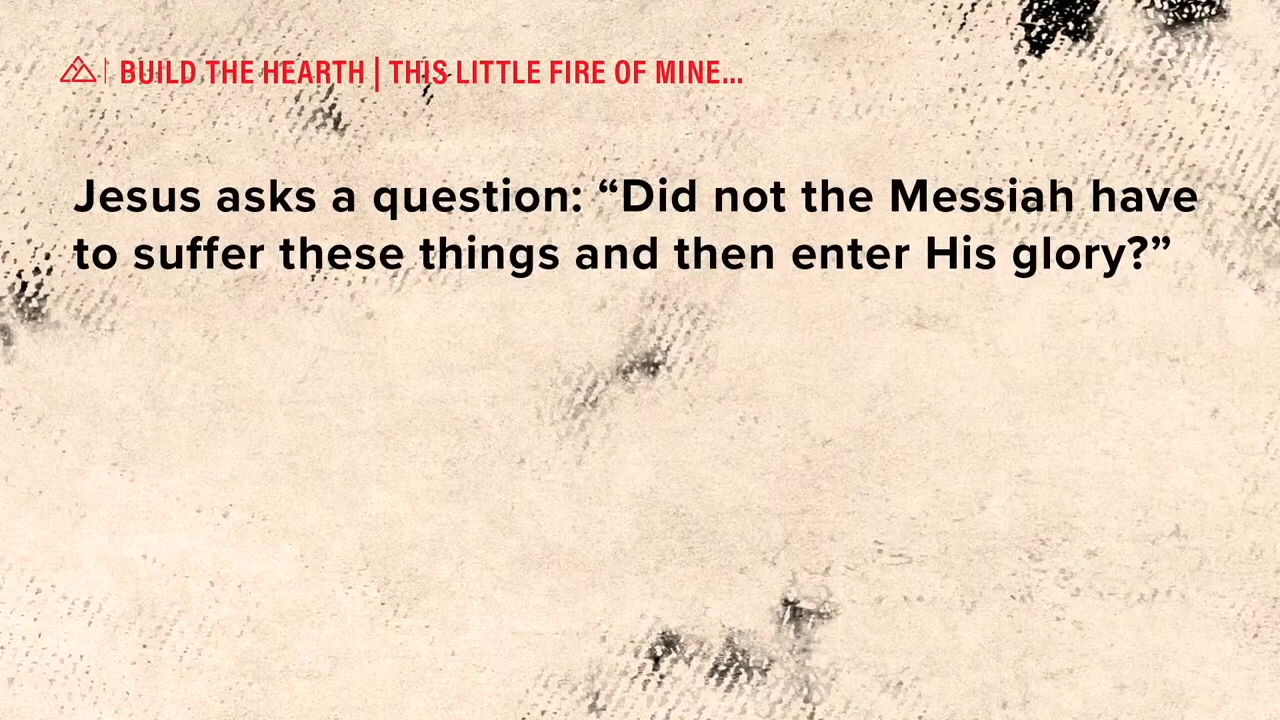 BUILD THE HEARTH | THIS LITTLE FIRE OF MINE...
Jesus asks a question: “Did not the Messiah have
to suffer these things and then enter His glory?”